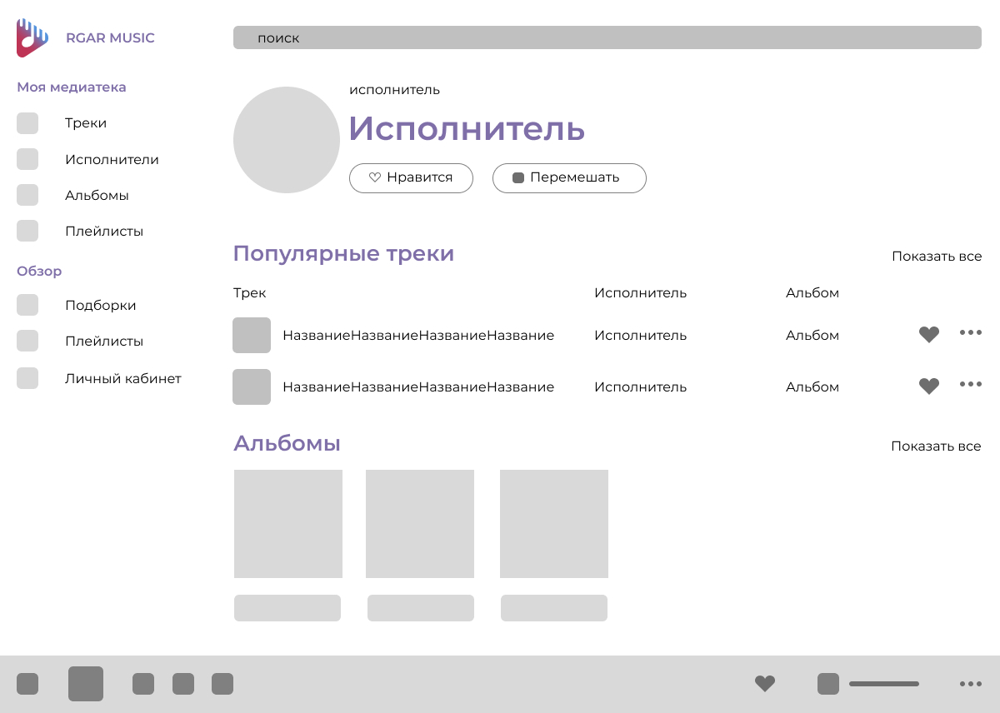 RGAR MUSIC
поиск
Моя медиатека
Треки
Исполнители
Альбомы
Плейлисты
Обзор
Подборки
Плейлисты
Личный кабинет
исполнитель
Исполнитель
Нравится
Перемешать
Популярные треки
Показать все
Трек Исполнитель Альбом
НазваниеНазваниеНазваниеНазвание Исполнитель Альбом
НазваниеНазваниеНазваниеНазвание Исполнитель Альбом
Альбомы
Показать все